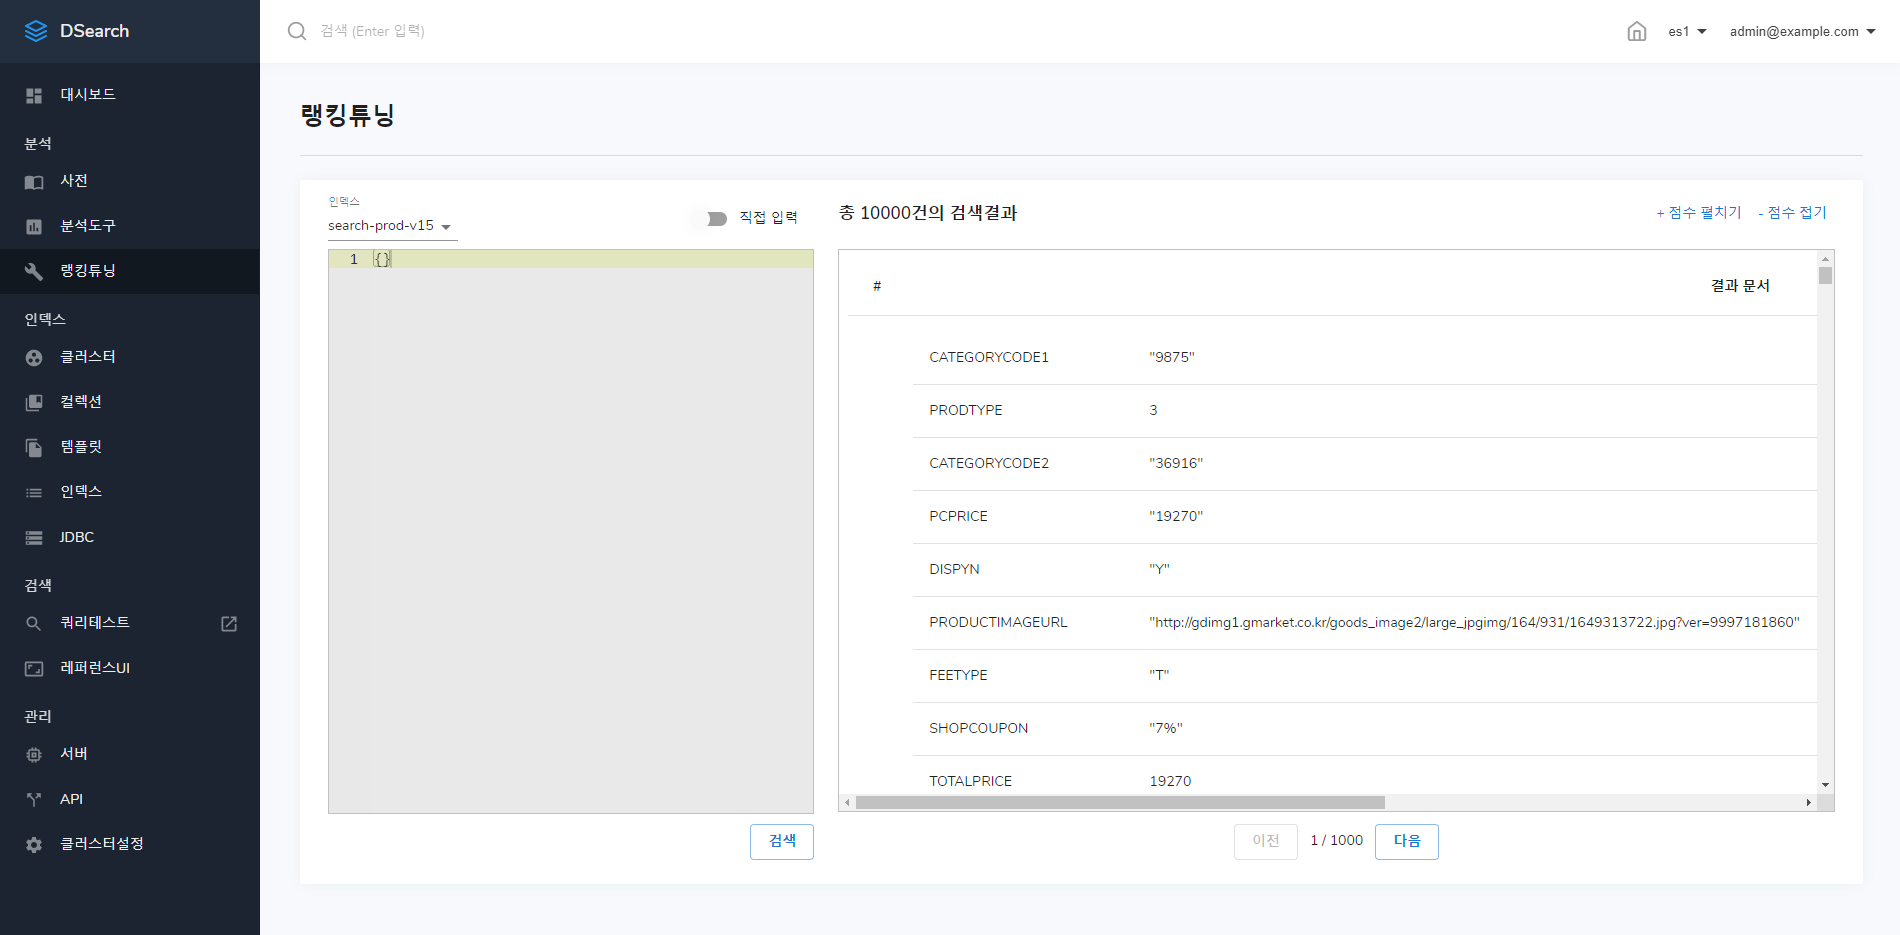 DSearch
검색 (Enter 입력)
es1
admin@example.com
대시보드
분석
사전
분석도구
랭킹튜닝
인덱스
클러스터
컬렉션
템플릿
인덱스
JDBC
검색
쿼리테스트
레퍼런스UI
관리
서버
API
클러스터설정
랭킹튜닝
인덱스
search-prod-v15
직접 입력
1 {}
검색
총 10000건의 검색결과
+ 점수 펼치기 - 점수 접기
# 결과 문서
CATEGORYCODE1 "9875"
PRODTYPE 3
CATEGORYCODE2 "36916"
PCPRICE "19270"
DISPYN "Y"
PRODUCTIMAGEURL "http://gdimg1.gmarket.co.kr/goods_image2/large_jpgimg/164/931/1649313722.jpg?ver=9997181860"
FEETYPE "T"
SHOPCOUPON "7%"
TOTALPRICE 19270
이전 1 / 1000 다음